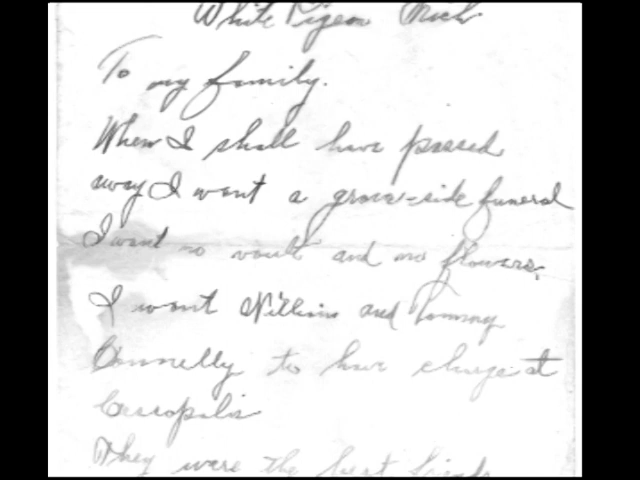 White Pigeon Mich
To my family.
When I shall have passed
away I want a grave-side funeral
I want no vault and no flowers.
I want William and Tommy
Connelly to have charge at
Cassopolis
They were the best friends